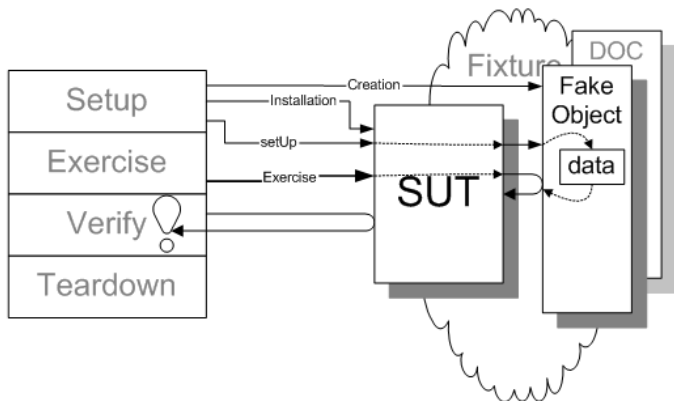 Setup
Exercise
Verify
Teardown
Creation
Installation
setUp
Exercise
SUT
Fixture
DOC
Fake
Object
data